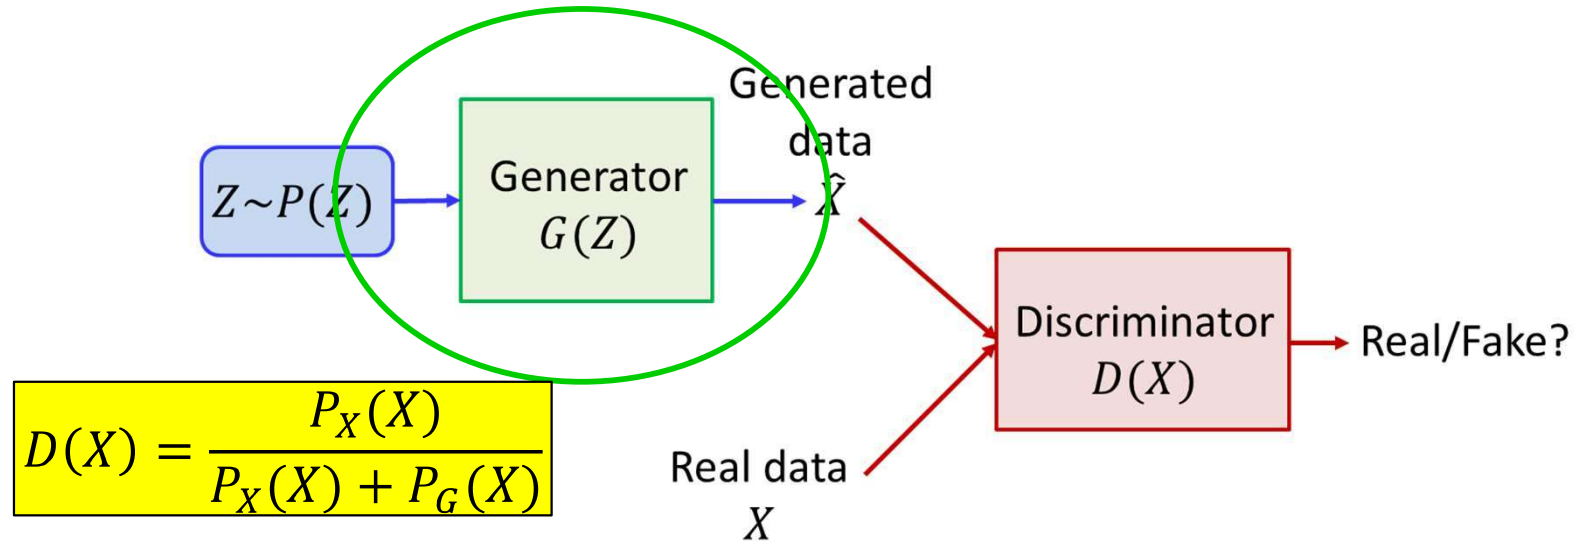 Generated
data
X̂
Z~P(Z)
Generator
G(Z)
Discriminator
D(X)
Real/Fake?
D(X) = P_X(X) / (P_X(X) + P_G(X))
Real data
X